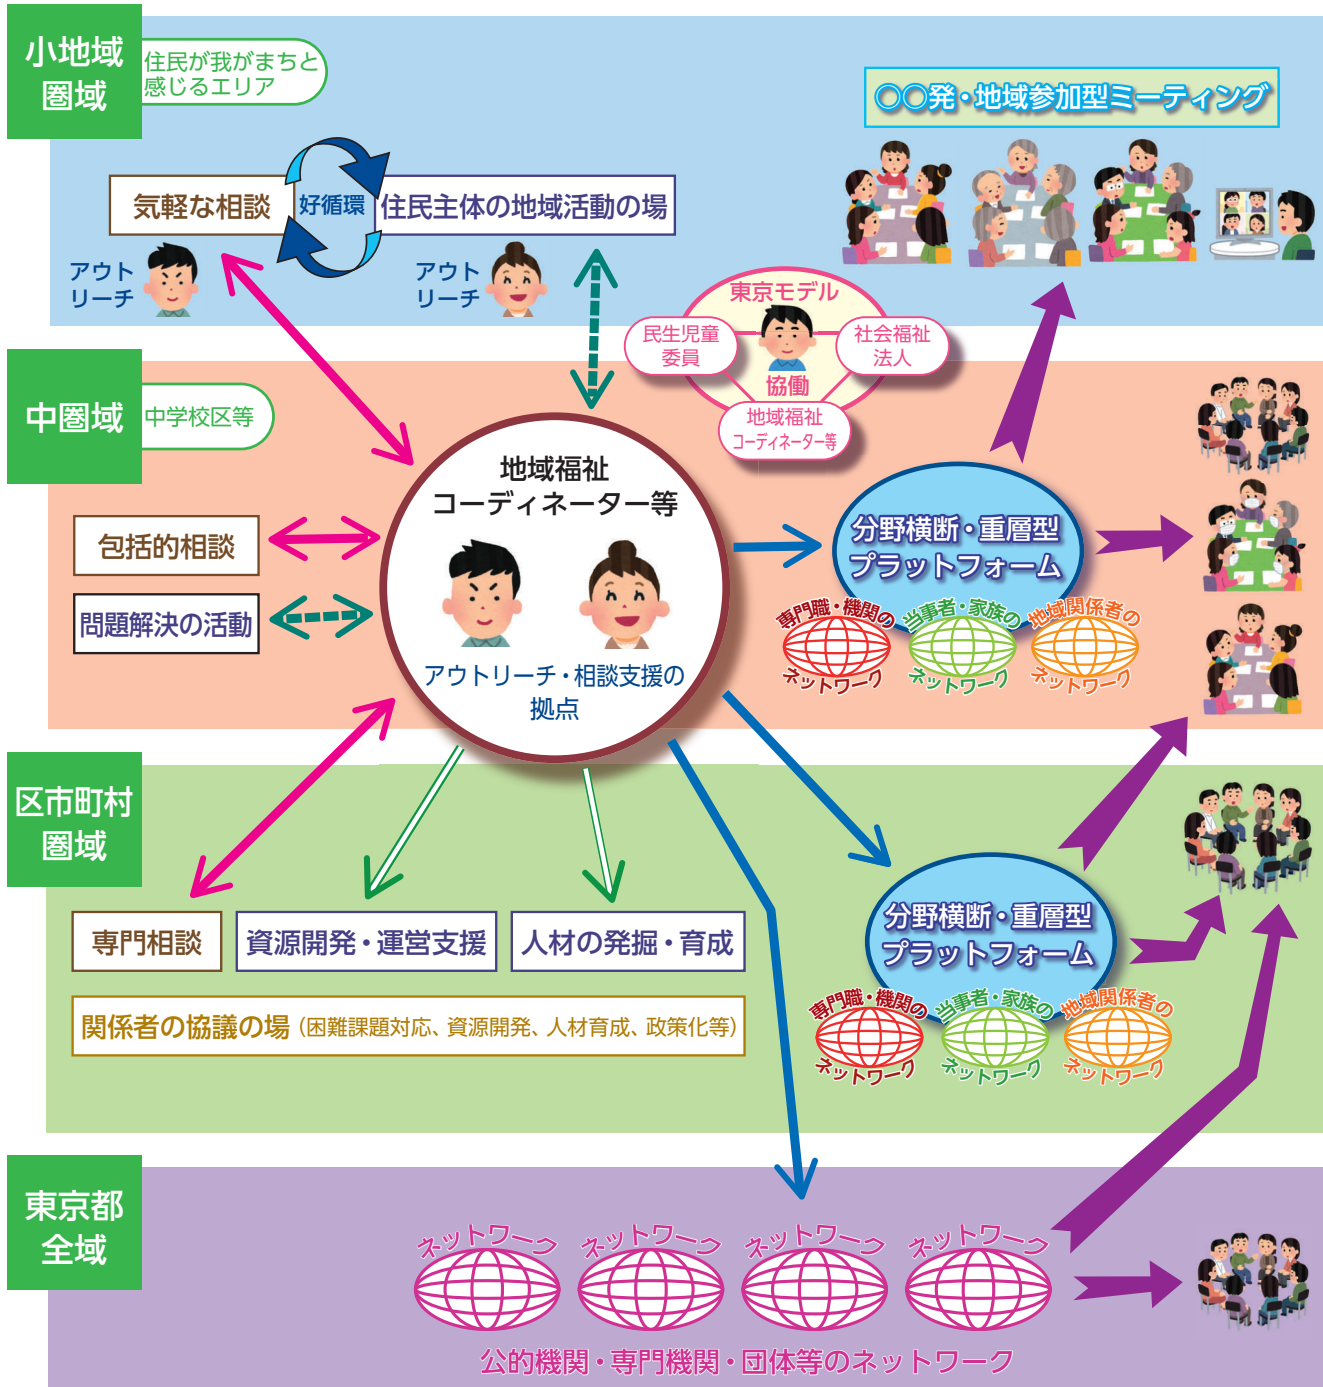 小地域
圏域
住民が我がまちと
感じるエリア
〇〇発・地域参加型ミーティング
気軽な相談
好循環
住民主体の地域活動の場
アウト
リーチ
アウト
リーチ
東京モデル
民生児童
委員
社会福祉
法人
協働
地域福祉
コーディネーター等
中圏域
中学校区等
地域福祉
コーディネーター等
アウトリーチ・相談支援の
拠点
包括的相談
問題解決の活動
分野横断・重層型
プラットフォーム
専門職・機関の
ネットワーク
当事者・家族の
ネットワーク
地域関係者の
ネットワーク
区市町村
圏域
専門相談
資源開発・運営支援
人材の発掘・育成
関係者の協議の場（困難課題対応、資源開発、人材育成、政策化等）
分野横断・重層型
プラットフォーム
専門職・機関の
ネットワーク
当事者・家族の
ネットワーク
地域関係者の
ネットワーク
東京都
全域
ネットワーク
ネットワーク
ネットワーク
ネットワーク
公的機関・専門機関・団体等のネットワーク